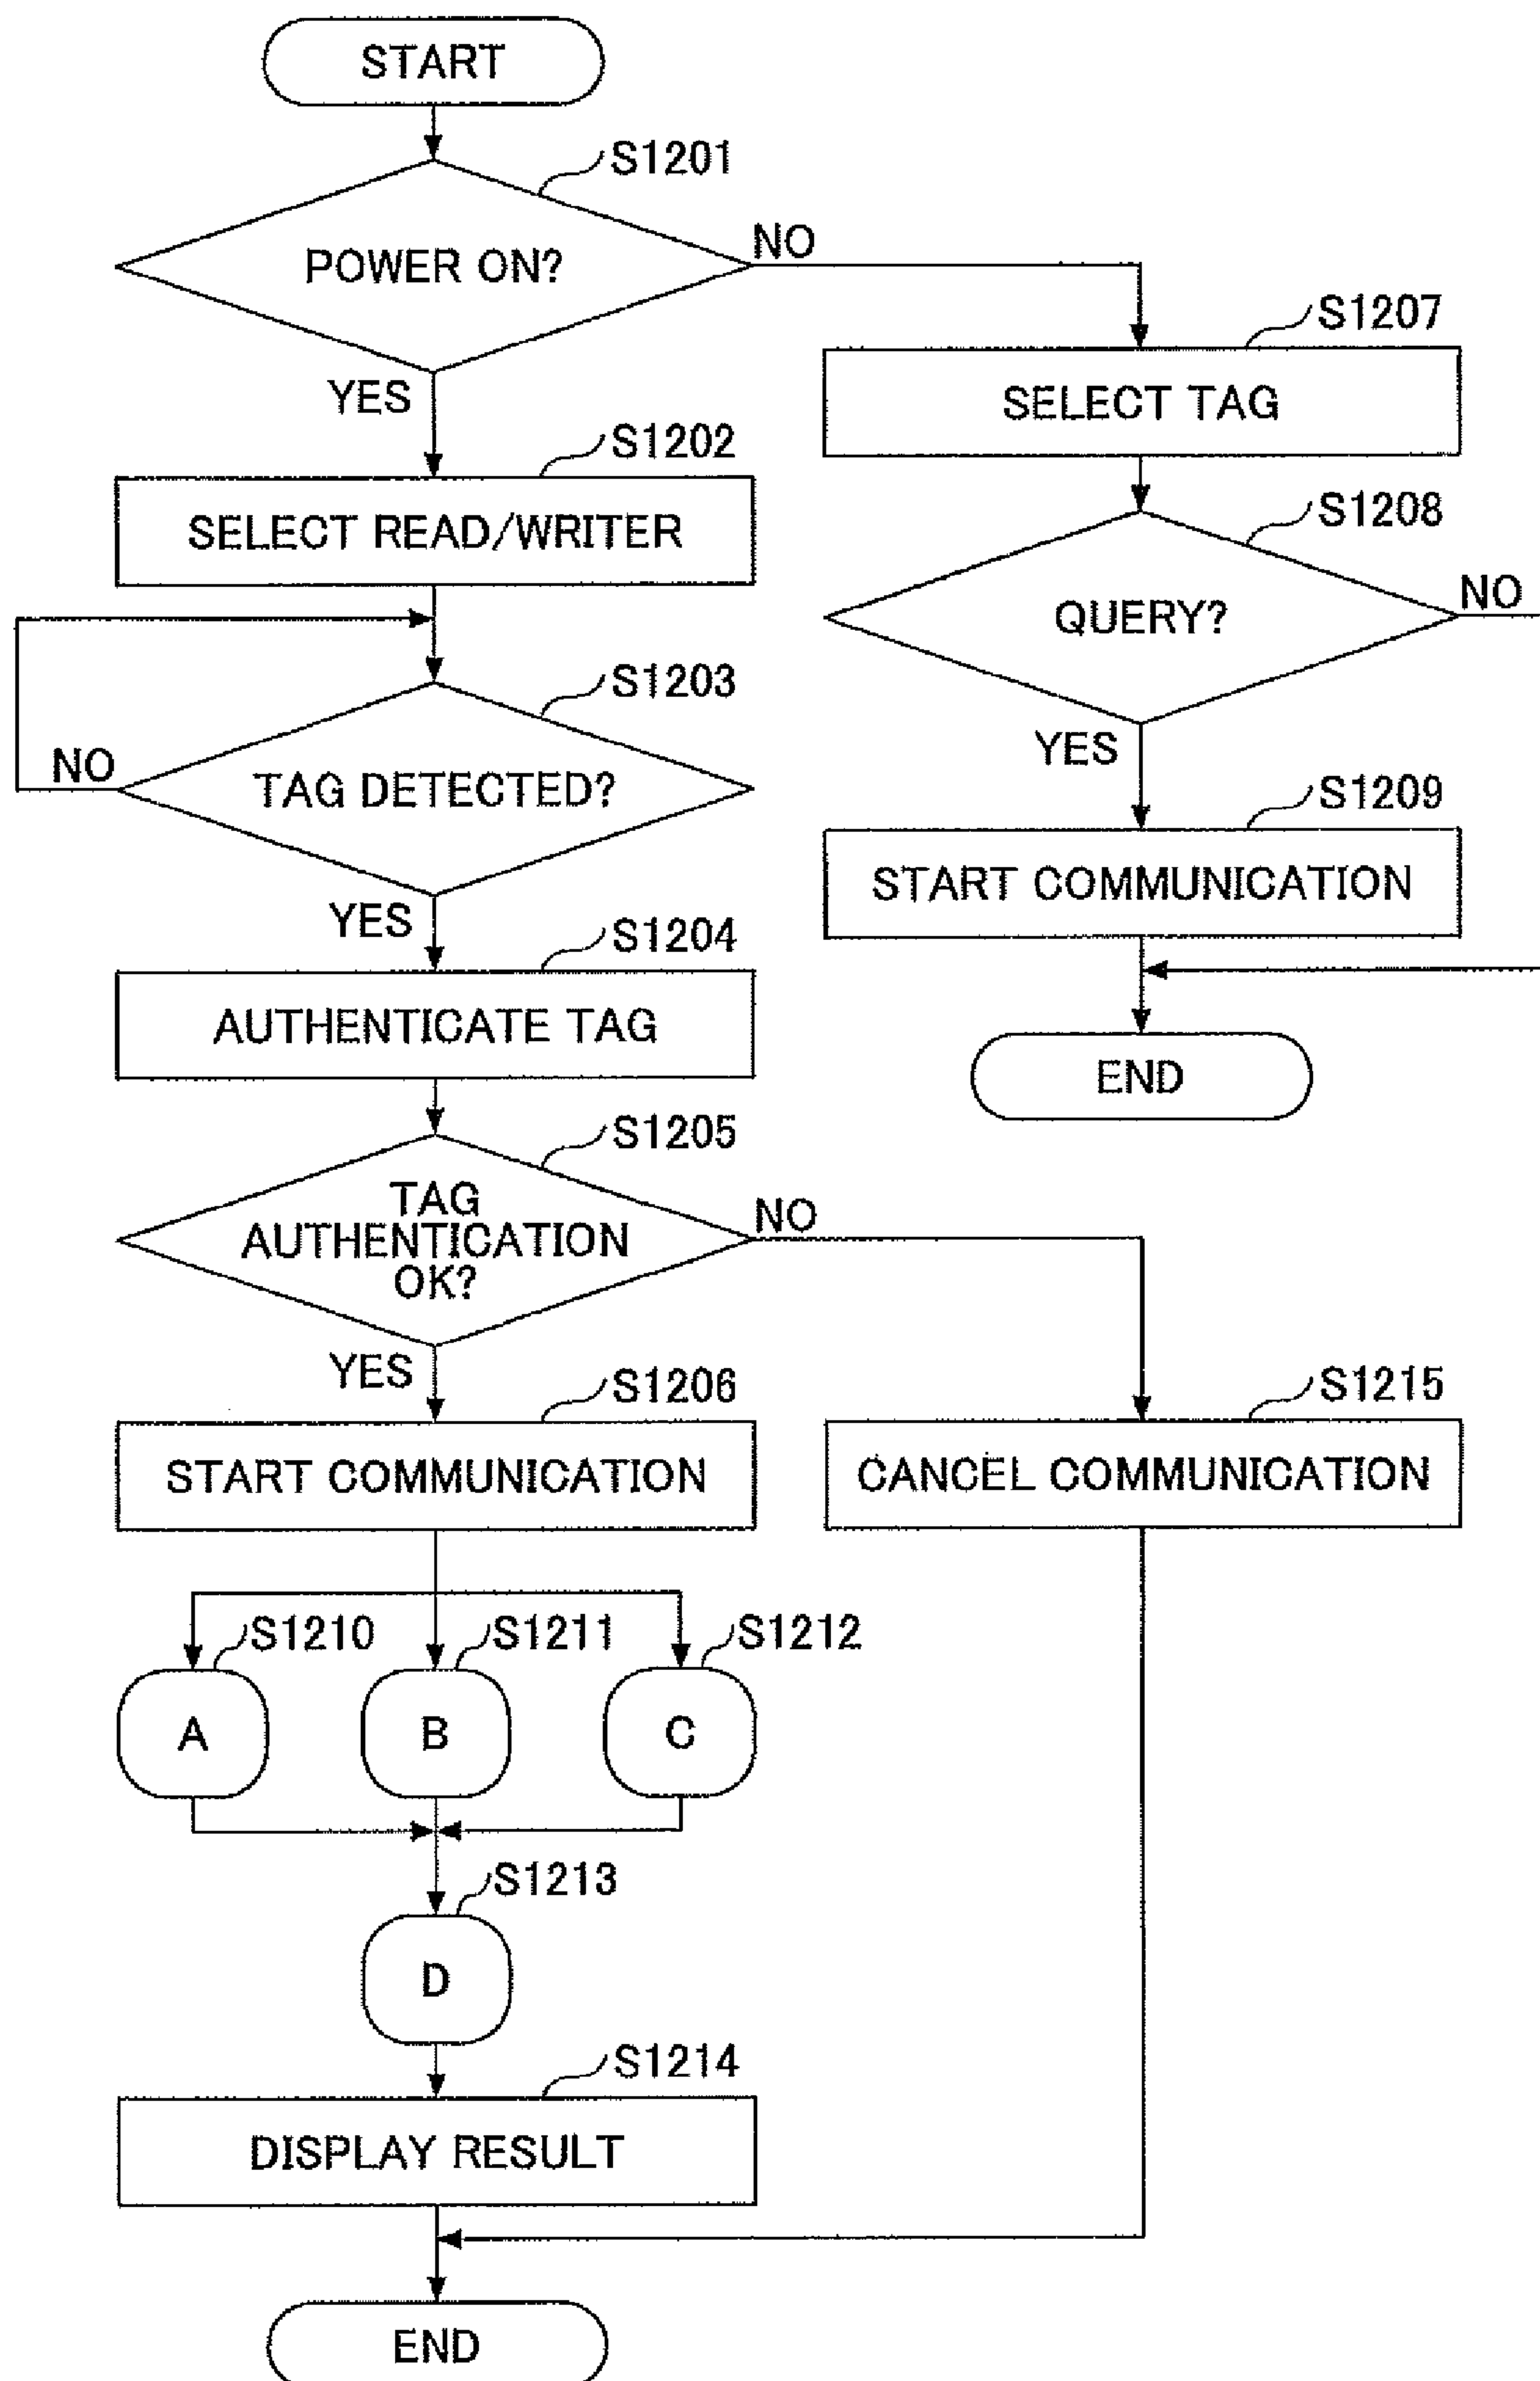 START
S1201
POWER ON?
NO
YES
S1207
SELECT TAG
S1202
SELECT READ/WRITER
S1208
QUERY?
NO
YES
S1203
TAG DETECTED?
NO
YES
S1209
START COMMUNICATION
END
S1204
AUTHENTICATE TAG
S1205
TAG
AUTHENTICATION
OK?
NO
YES
S1206
START COMMUNICATION
S1215
CANCEL COMMUNICATION
S1210
A
S1211
B
S1212
C
S1213
D
S1214
DISPLAY RESULT
END